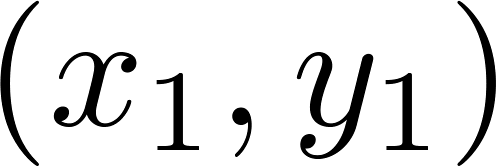 (x₁, y₁)